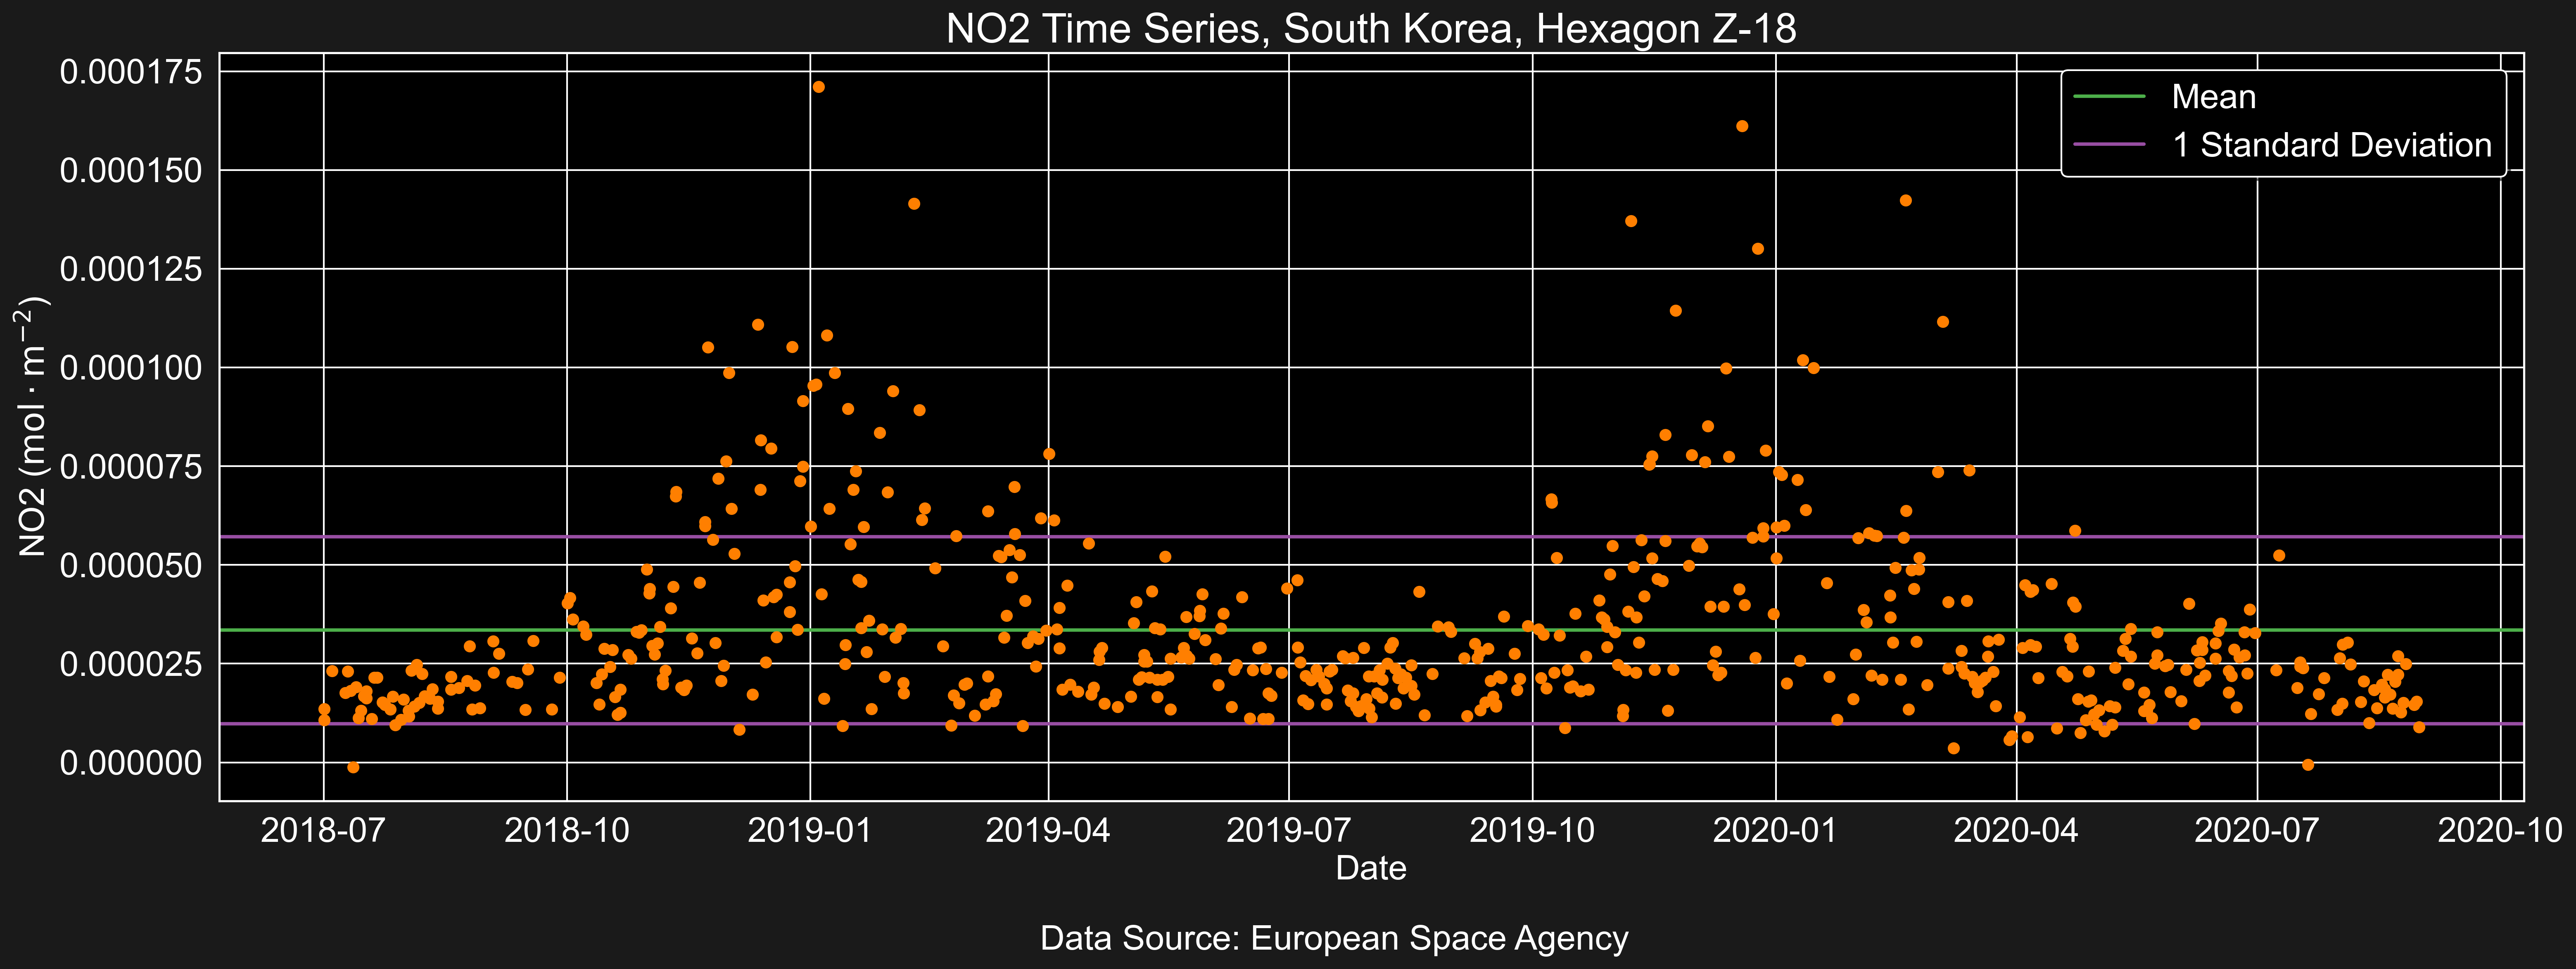 NO2 Time Series, South Korea, Hexagon Z-18
0.000175
0.000150
0.000125
0.000100
0.000075
0.000050
0.000025
0.000000
NO2 (mol · m⁻²)
Mean
1 Standard Deviation
2018-07 2018-10 2019-01 2019-04 2019-07 2019-10 2020-01 2020-04 2020-07 2020-10
Date
Data Source: European Space Agency